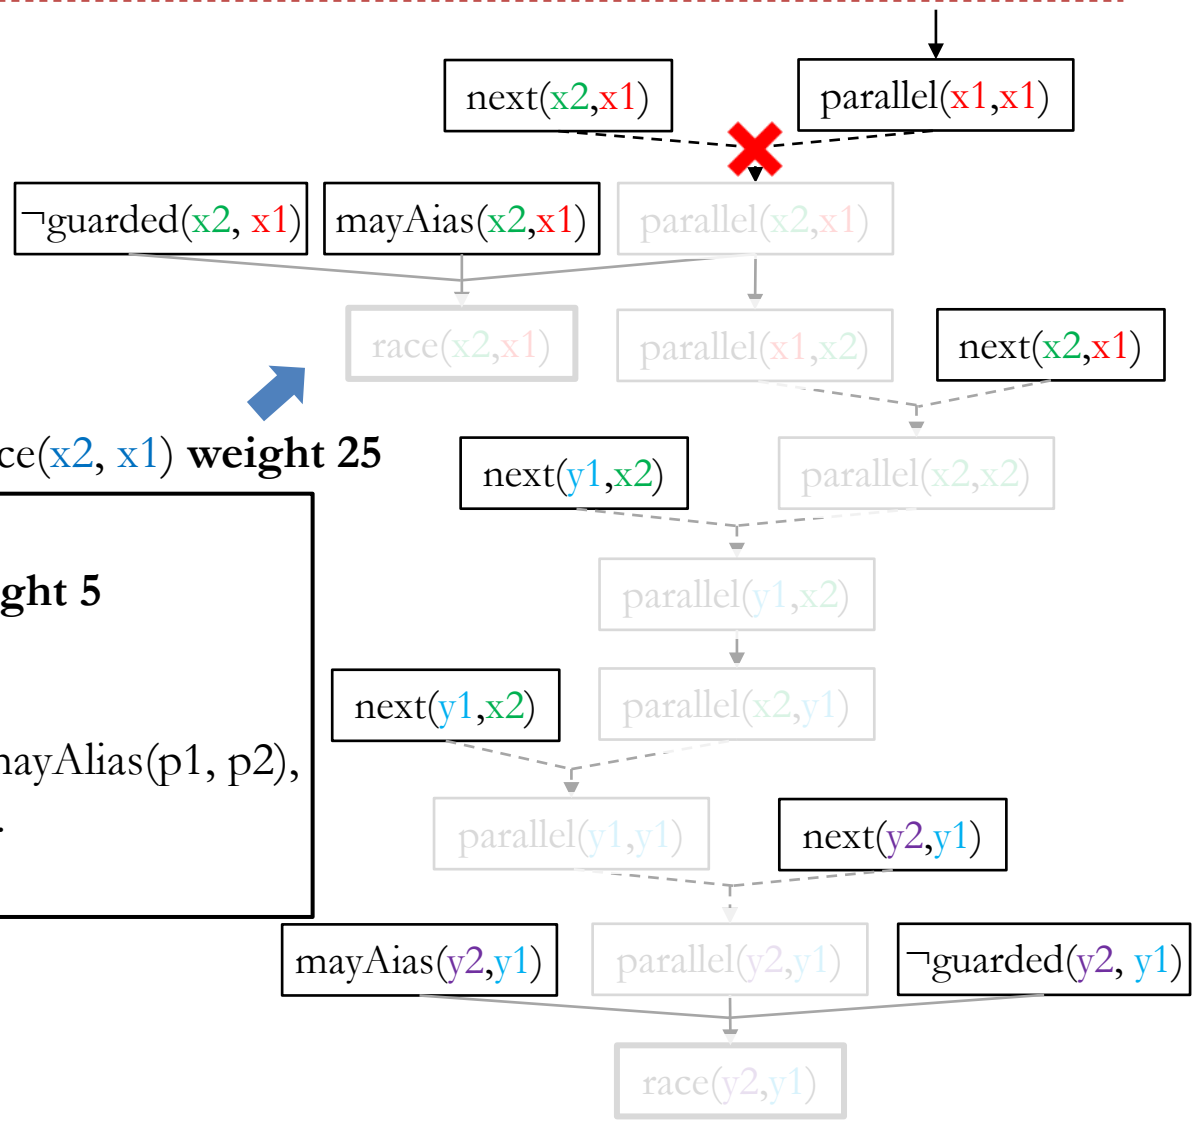 next(x2,x1)
parallel(x1,x1)
¬guarded(x2, x1)
mayAias(x2,x1)
parallel(x2,x1)
race(x2,x1)
parallel(x1,x2)
next(x2,x1)
ce(x2, x1) weight 25
next(y1,x2)
parallel(x2,x2)
ght 5
parallel(y1,x2)
next(y1,x2)
parallel(x2,y1)
nayAlias(p1, p2),
.
parallel(y1,y1)
next(y2,y1)
mayAias(y2,y1)
parallel(y2,y1)
¬guarded(y2, y1)
race(y2,y1)